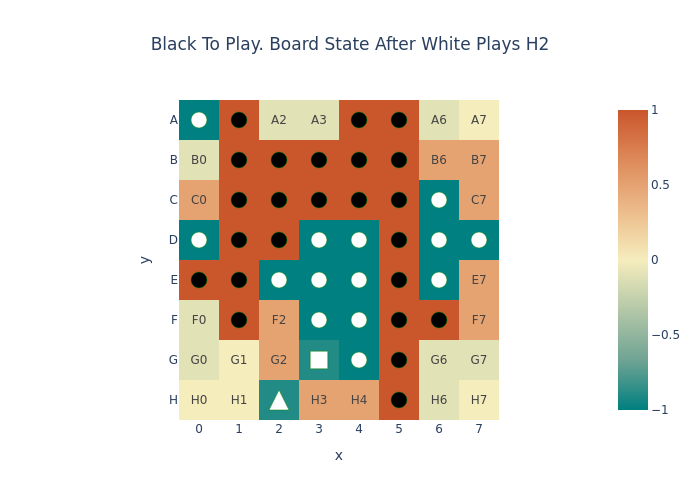 Black To Play. Board State After White Plays H2
A A2 A3 A6 A7
B B0 B6 B7
C C0 C7
D
E E7
F F0 F2 F7
G G0 G1 G2 G6 G7
H H0 H1 H3 H4 H6 H7
0 1 2 3 4 5 6 7
x
y
1
0.5
0
−0.5
−1